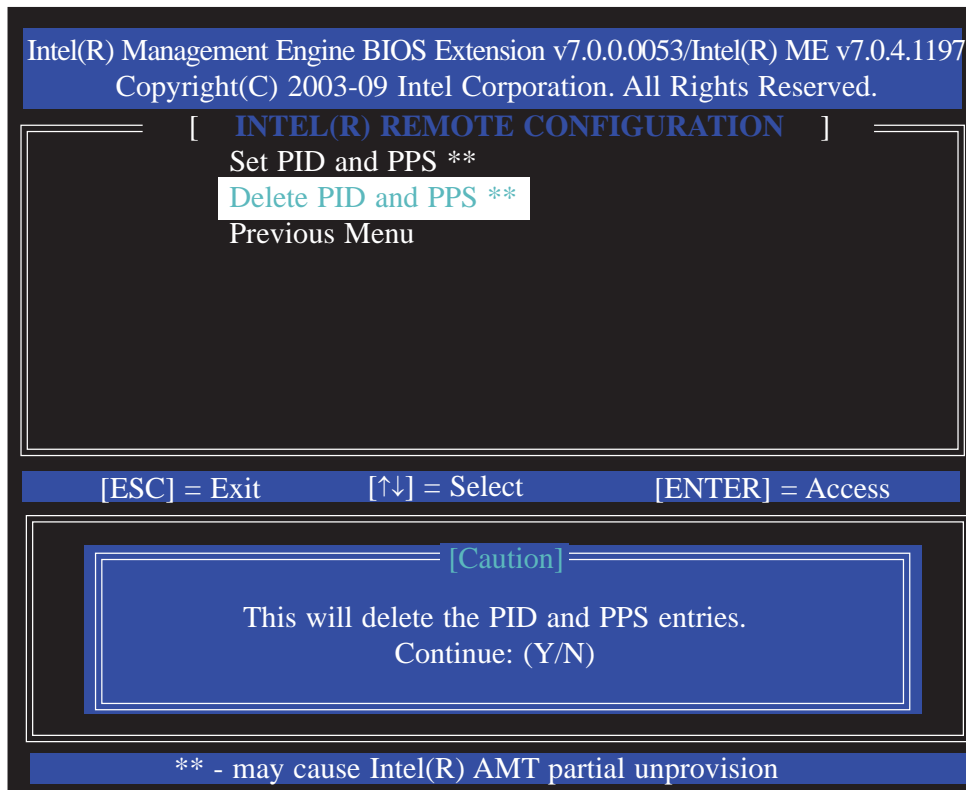 Intel(R) Management Engine BIOS Extension v7.0.0.0053/Intel(R) ME v7.0.4.1197
Copyright(C) 2003-09 Intel Corporation. All Rights Reserved.
[ INTEL(R) REMOTE CONFIGURATION ]
Set PID and PPS **
Delete PID and PPS **
Previous Menu
[ESC] = Exit [↑↓] = Select [ENTER] = Access
[Caution]
This will delete the PID and PPS entries.
Continue: (Y/N)
** - may cause Intel(R) AMT partial unprovision